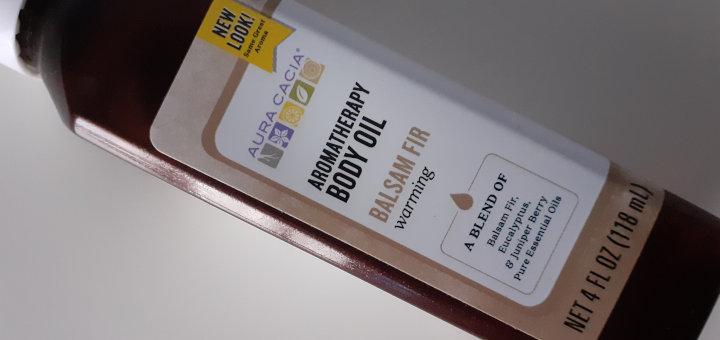 NEW
LOOK!
Same Great
Aroma
AURA CACIA®
AROMATHERAPY
BODY OIL
BALSAM FIR
warming
A BLEND OF
Balsam Fir,
Eucalyptus,
& Juniper Berry
Pure Essential Oils
NET 4 FL OZ (118 mL)